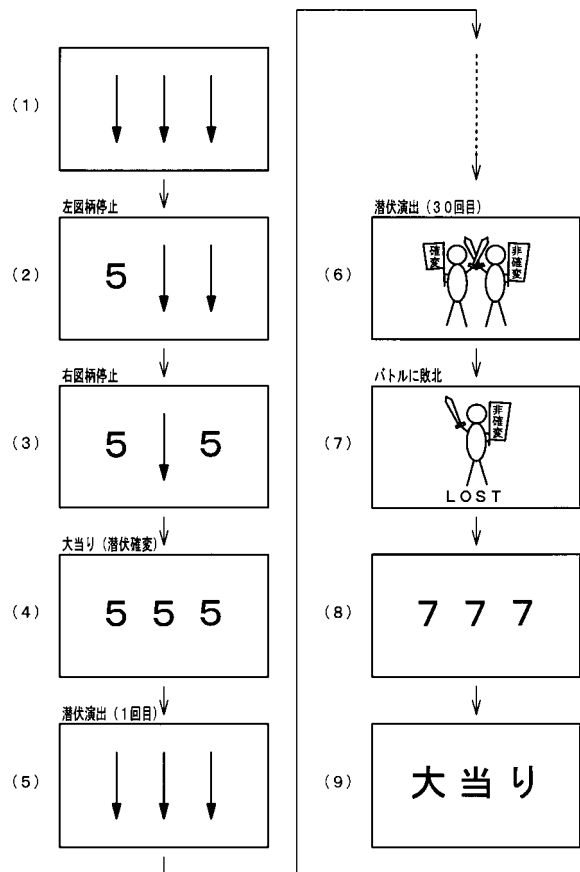 (1)
左図柄停止
(2)
5
右図柄停止
(3)
5 5
大当り(潜伏確変)
(4)
5 5 5
潜伏演出(1回目)
(5)
潜伏演出(30回目)
(6)
確変
非確変
バトルに敗北
(7)
非確変
LOST
(8)
7 7 7
(9)
大当り